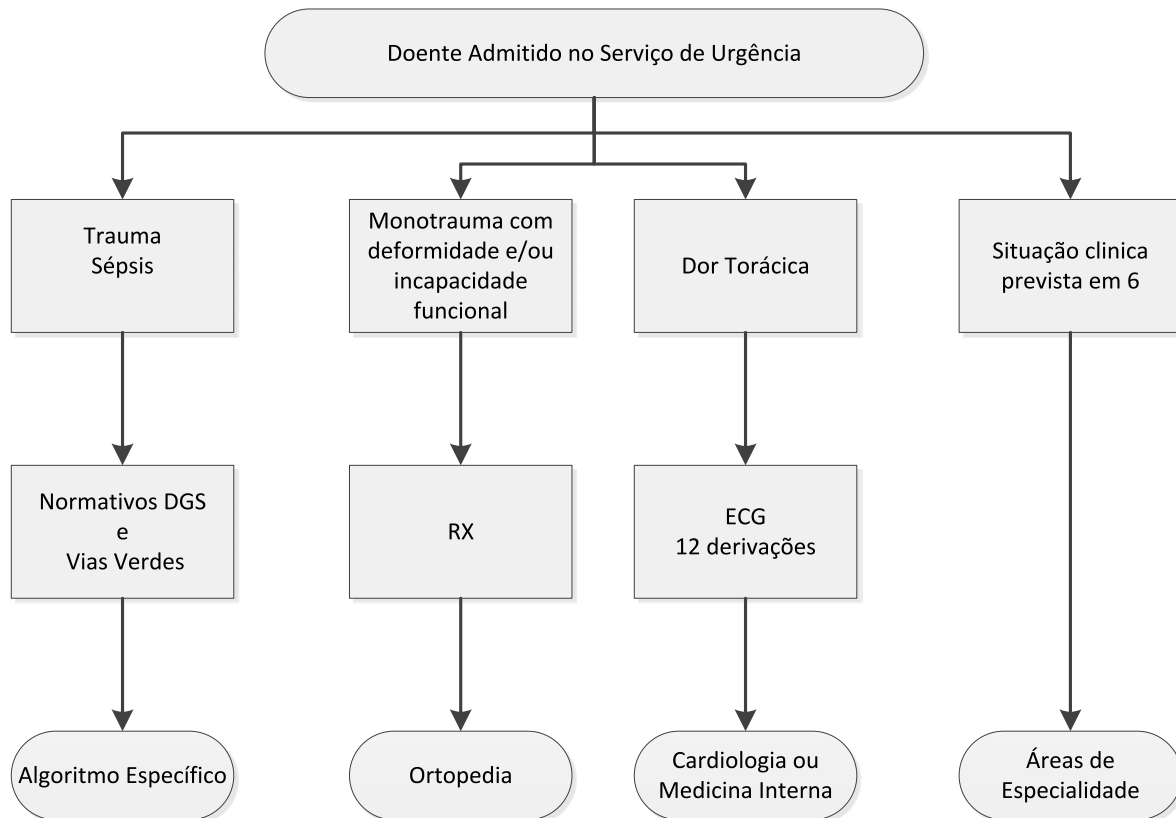 Doente Admitido no Serviço de Urgência
Trauma
Sépsis
Monotrauma com
deformidade e/ou
incapacidade
funcional
Dor Torácica
Situação clinica
prevista em 6
Normativos DGS
e
Vias Verdes
RX
ECG
12 derivações
Algoritmo Específico
Ortopedia
Cardiologia ou
Medicina Interna
Áreas de
Especialidade